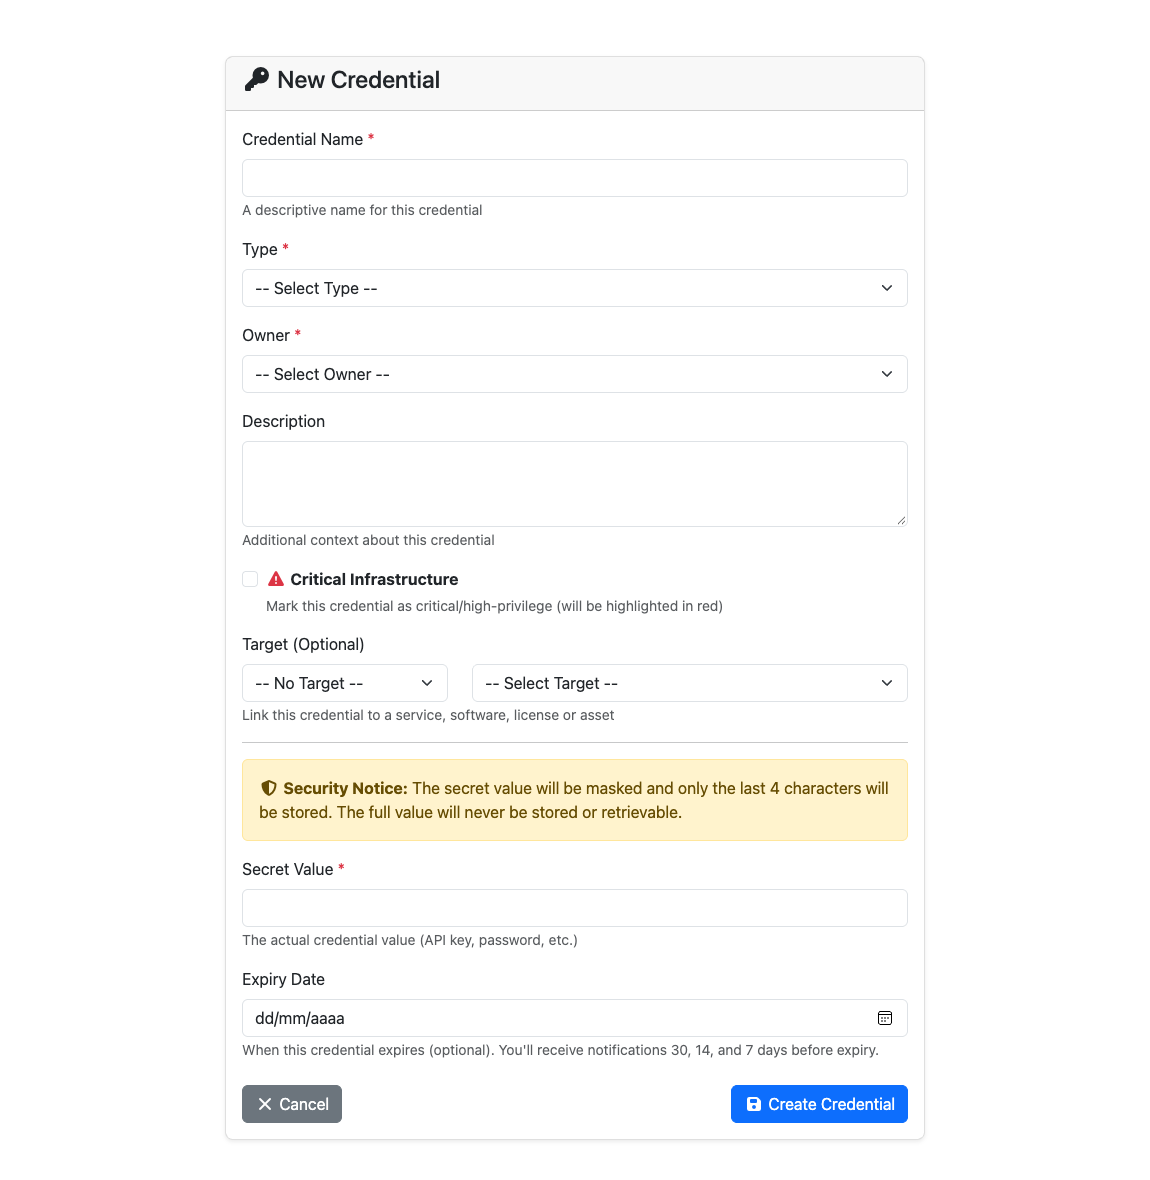 New Credential
Credential Name *
A descriptive name for this credential
Type *
-- Select Type --
Owner *
-- Select Owner --
Description
Additional context about this credential
Critical Infrastructure
Mark this credential as critical/high-privilege (will be highlighted in red)
Target (Optional)
-- No Target -- -- Select Target --
Link this credential to a service, software, license or asset
Security Notice: The secret value will be masked and only the last 4 characters will
be stored. The full value will never be stored or retrievable.
Secret Value *
The actual credential value (API key, password, etc.)
Expiry Date
dd/mm/aaaa
When this credential expires (optional). You'll receive notifications 30, 14, and 7 days before expiry.
Cancel Create Credential